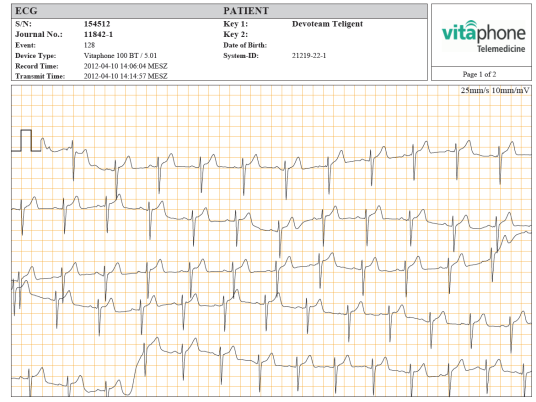 ECG PATIENT
S/N: 154512 Key 1: Devoteam Teligent
Journal No.: 11842-1 Key 2:
Event: 128 Date of Birth:
Device Type: Vitaphone 100 BT / 5.01 System-ID: 21219-22-1
Record Time: 2012-04-10 14:06:04 MESZ
Transmit Time: 2012-04-10 14:14:57 MESZ
vitaphone
Telemedicine
Page 1 of 2
25mm/s 10mm/mV